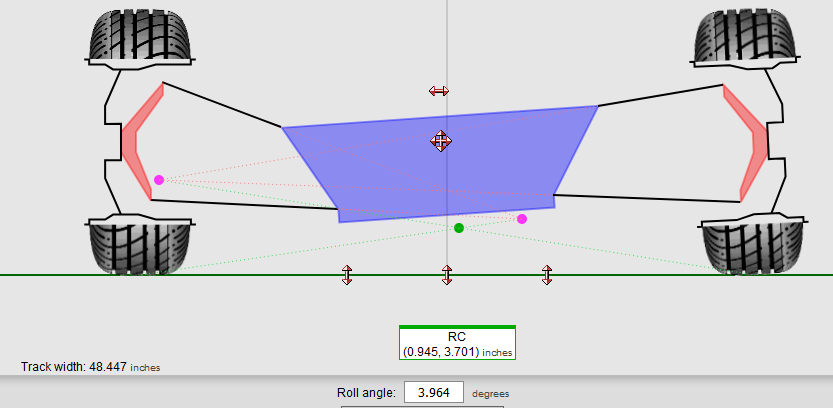 RC
(0.945, 3.701) inches
Track width: 48.447 inches
Roll angle: 3.964 degrees